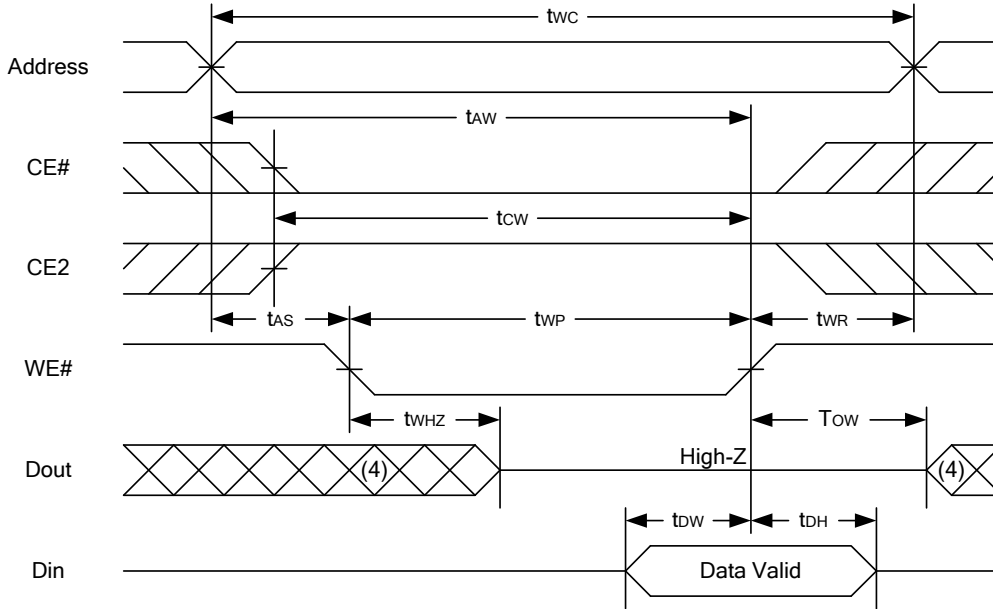 tWC
Address
tAW
CE#
tCW
CE2
tAS tWP tWR
WE#
tWHZ TOW
Dout (4) High-Z (4)
tDW tDH
Din Data Valid